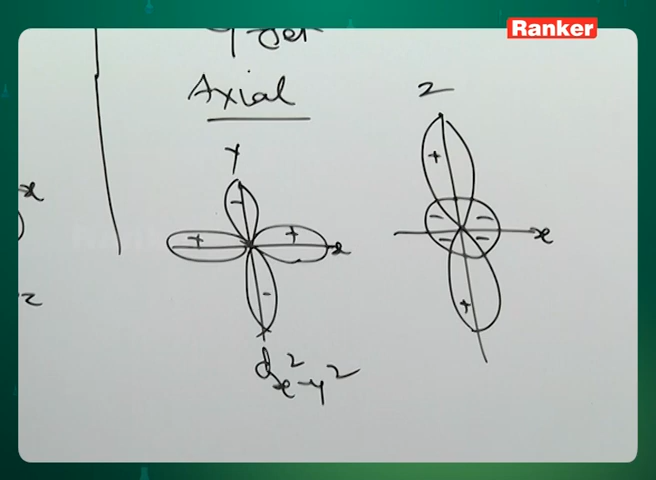 Ranker
Axial
z
x
y
+
-
+
+
- -
x
x
- -
z
-
+
d x²-y²